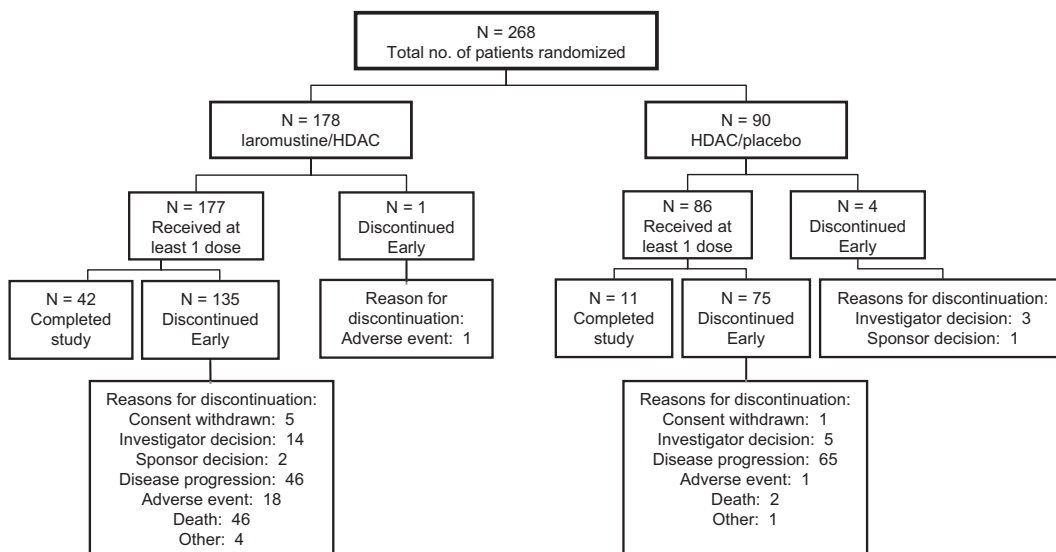 N = 268
Total no. of patients randomized
N = 178
laromustine/HDAC
N = 90
HDAC/placebo
N = 177
Received at
least 1 dose
N = 1
Discontinued
Early
N = 86
Received at
least 1 dose
N = 4
Discontinued
Early
N = 42
Completed
study
N = 135
Discontinued
Early
Reason for
discontinuation:
Adverse event: 1
N = 11
Completed
study
N = 75
Discontinued
Early
Reasons for discontinuation:
Investigator decision: 3
Sponsor decision: 1
Reasons for discontinuation:
Consent withdrawn: 5
Investigator decision: 14
Sponsor decision: 2
Disease progression: 46
Adverse event: 18
Death: 46
Other: 4
Reasons for discontinuation:
Consent withdrawn: 1
Investigator decision: 5
Disease progression: 65
Adverse event: 1
Death: 2
Other: 1